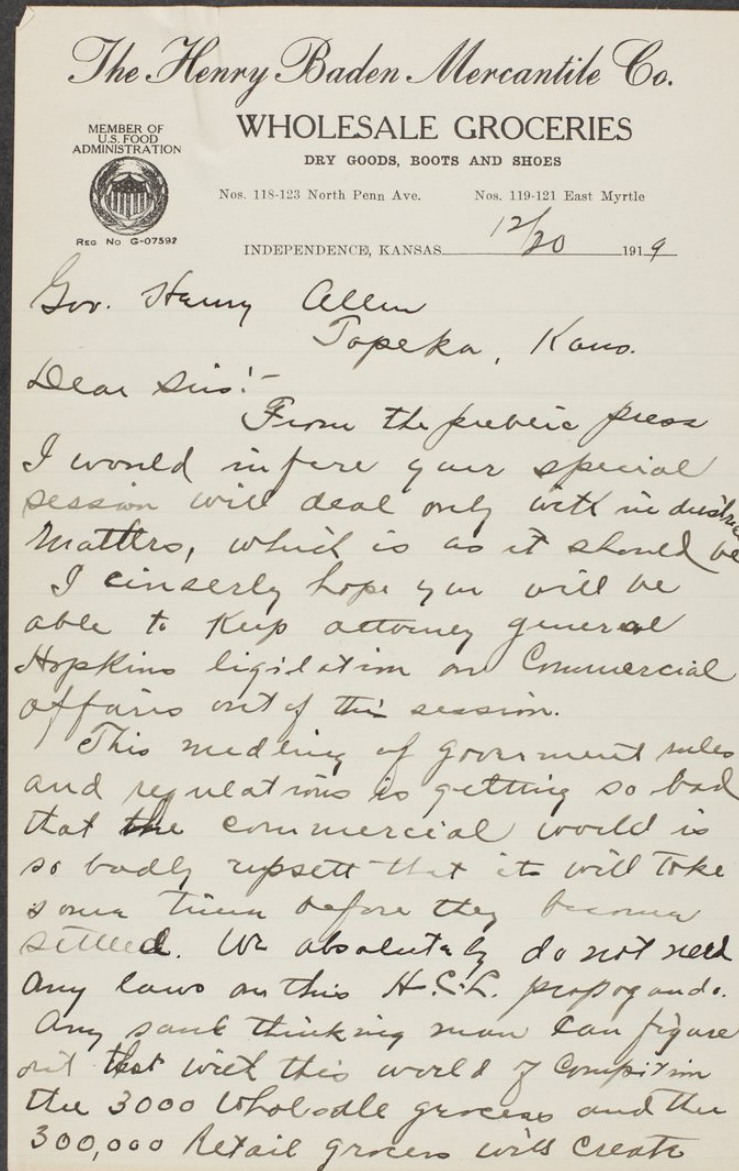 The Henry Baden Mercantile Co.
MEMBER OF
U.S. FOOD
ADMINISTRATION
WHOLESALE GROCERIES
DRY GOODS, BOOTS AND SHOES
Nos. 118-123 North Penn Ave. Nos. 119-121 East Myrtle
REG NO G-07592
INDEPENDENCE, KANSAS 12/20 1919
Gov. Henry Allen
Topeka, Kans.
Dear Sir:-
From the public press
I would infere your special
session will deal only with industrial
matters, which is as it should be
I cinserly hope you will be
able to Keep attorney general
Hopkins ligilation on Commercial
affairs out of this session.
This medling of goverment rules
and regulations is getting so bad
that the commercial world is
so badly upsett that it will take
some time before they become
settled. We absolutely do not need
any laws on this H.C.L. propoganda.
Any sane thinking man can figure
out that with this world of compition
the 3000 Wholesale grocers and the
300,000 Retail grocers will create